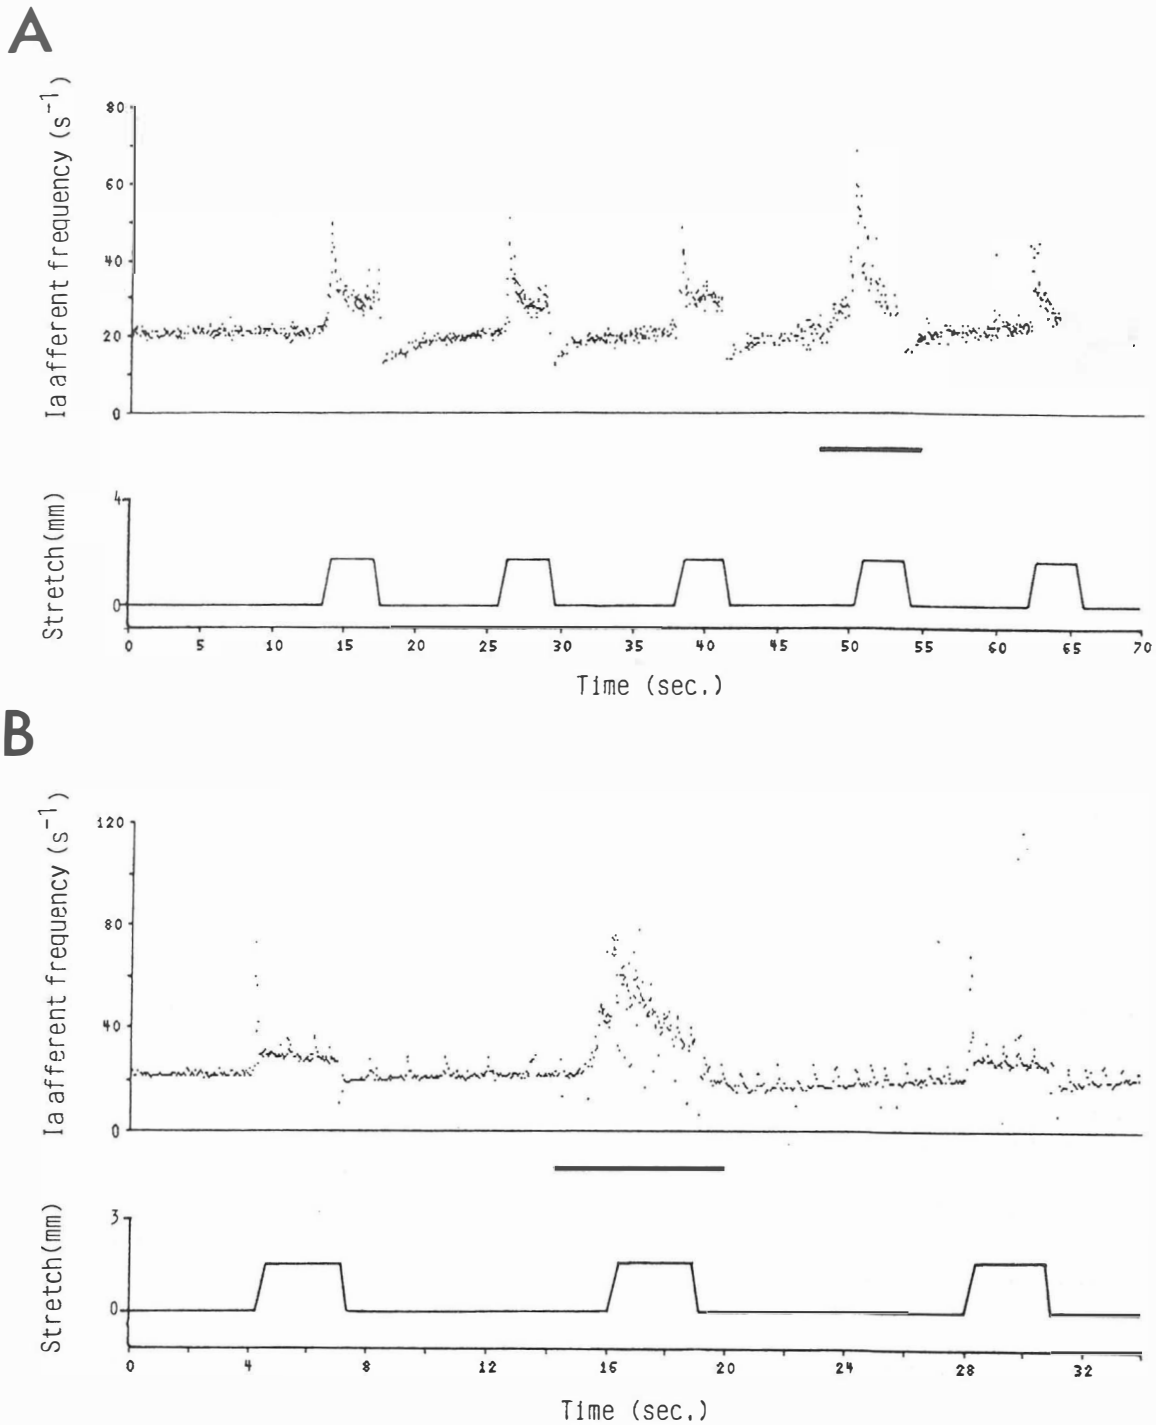 A
Ia afferent frequency (s⁻¹)
80
60
40
20
0
Stretch(mm)
4
0
0 5 10 15 20 25 30 35 40 45 50 55 60 65 70
Time (sec.)
B
Ia afferent frequency (s⁻¹)
120
80
40
0
Stretch(mm)
3
0
0 4 8 12 16 20 24 28 32
Time (sec.)